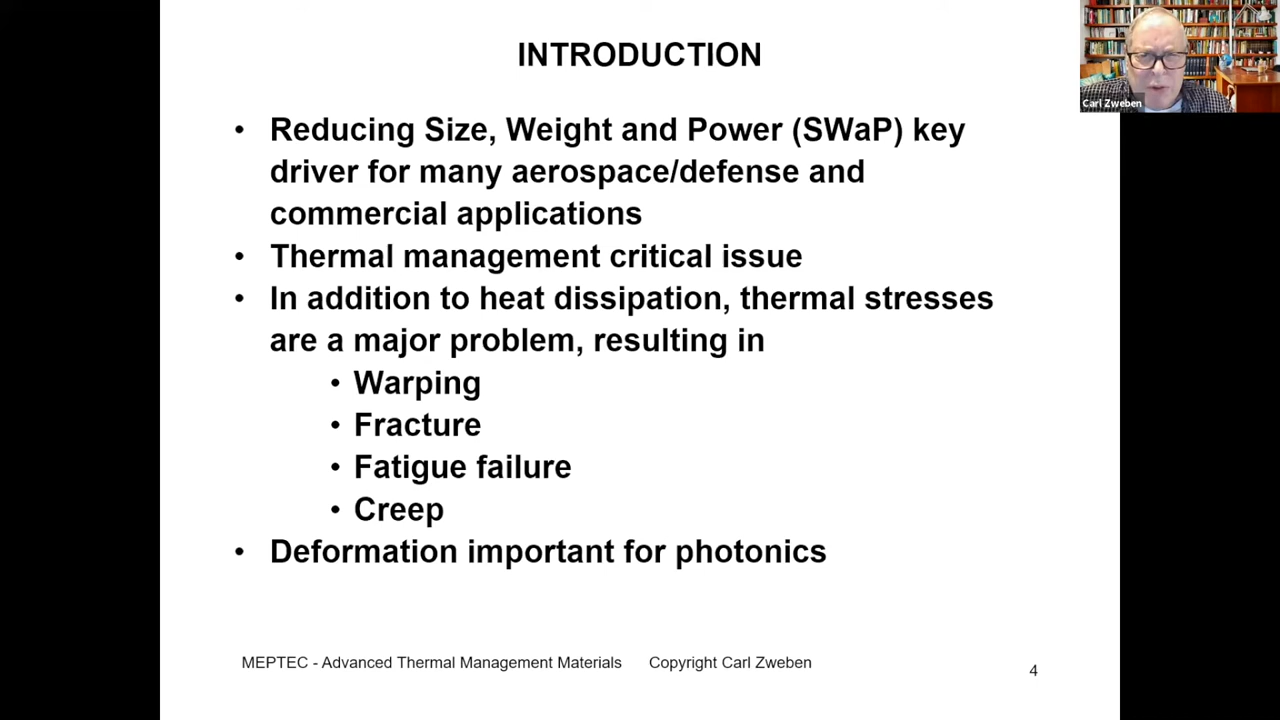 INTRODUCTION
Carl Zweben
• Reducing Size, Weight and Power (SWaP) key
driver for many aerospace/defense and
commercial applications
• Thermal management critical issue
• In addition to heat dissipation, thermal stresses
are a major problem, resulting in
• Warping
• Fracture
• Fatigue failure
• Creep
• Deformation important for photonics
MEPTEC - Advanced Thermal Management Materials Copyright Carl Zweben
4